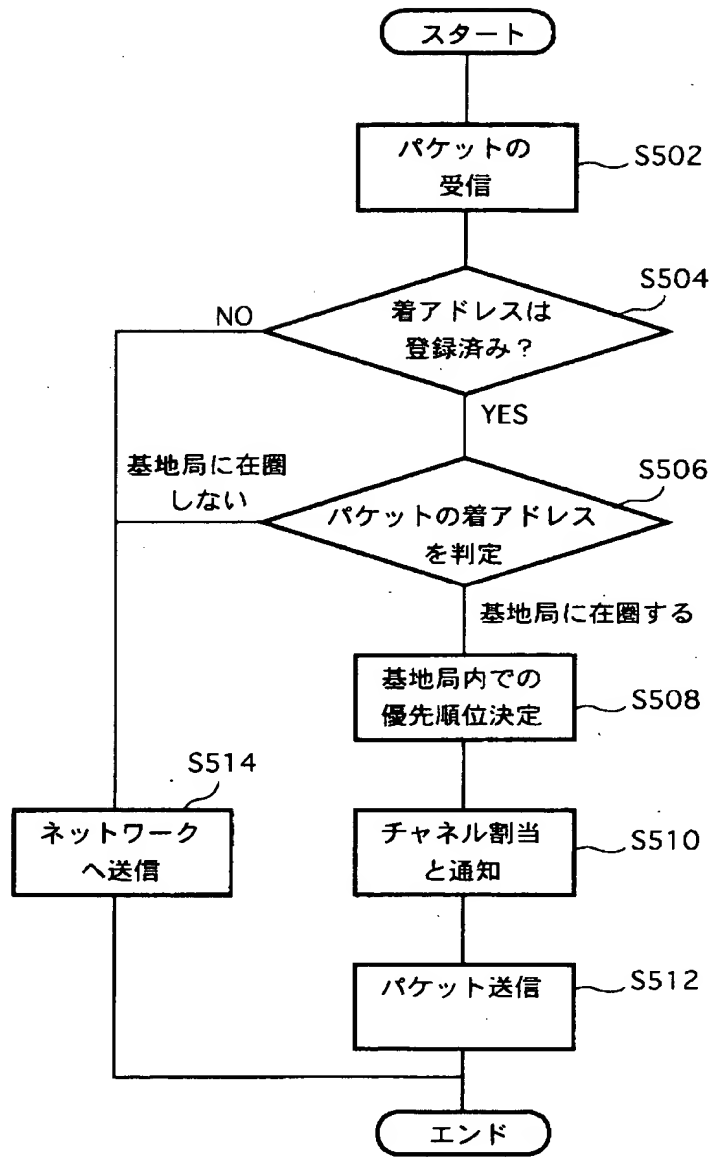 スタート
パケットの
受信
S502
着アドレスは
登録済み？
S504
NO
YES
基地局に在圏
しない
パケットの着アドレス
を判定
S506
基地局に在圏する
基地局内での
優先順位決定
S508
S514
ネットワーク
へ送信
チャネル割当
と通知
S510
パケット送信
S512
エンド